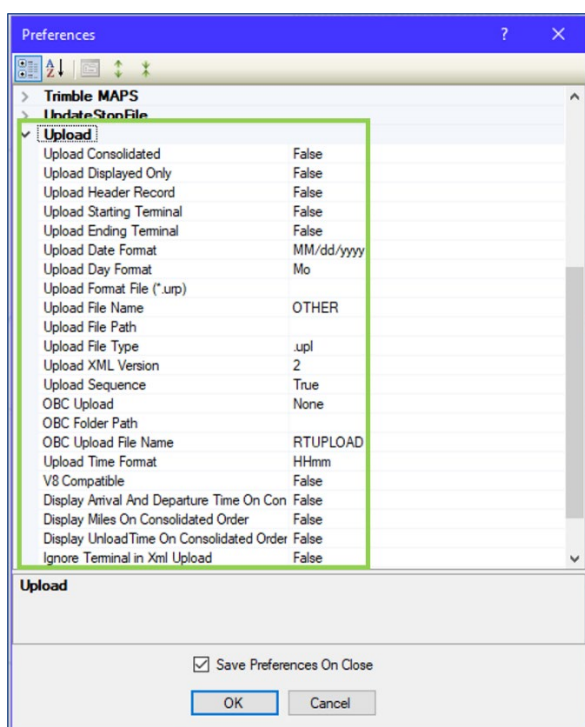 Preferences ? ×
A
Z
> Trimble MAPS
> UpdateStopFile
Upload
Upload Consolidated False
Upload Displayed Only False
Upload Header Record False
Upload Starting Terminal False
Upload Ending Terminal False
Upload Date Format MM/dd/yyyy
Upload Day Format Mo
Upload Format File (*.urp)
Upload File Name OTHER
Upload File Path
Upload File Type .upl
Upload XML Version 2
Upload Sequence True
OBC Upload None
OBC Folder Path
OBC Upload File Name RTUPLOAD
Upload Time Format HHmm
V8 Compatible False
Display Arrival And Departure Time On Con False
Display Miles On Consolidated Order False
Display UnloadTime On Consolidated Order False
Ignore Terminal in Xml Upload False
Upload
Save Preferences On Close
OK Cancel